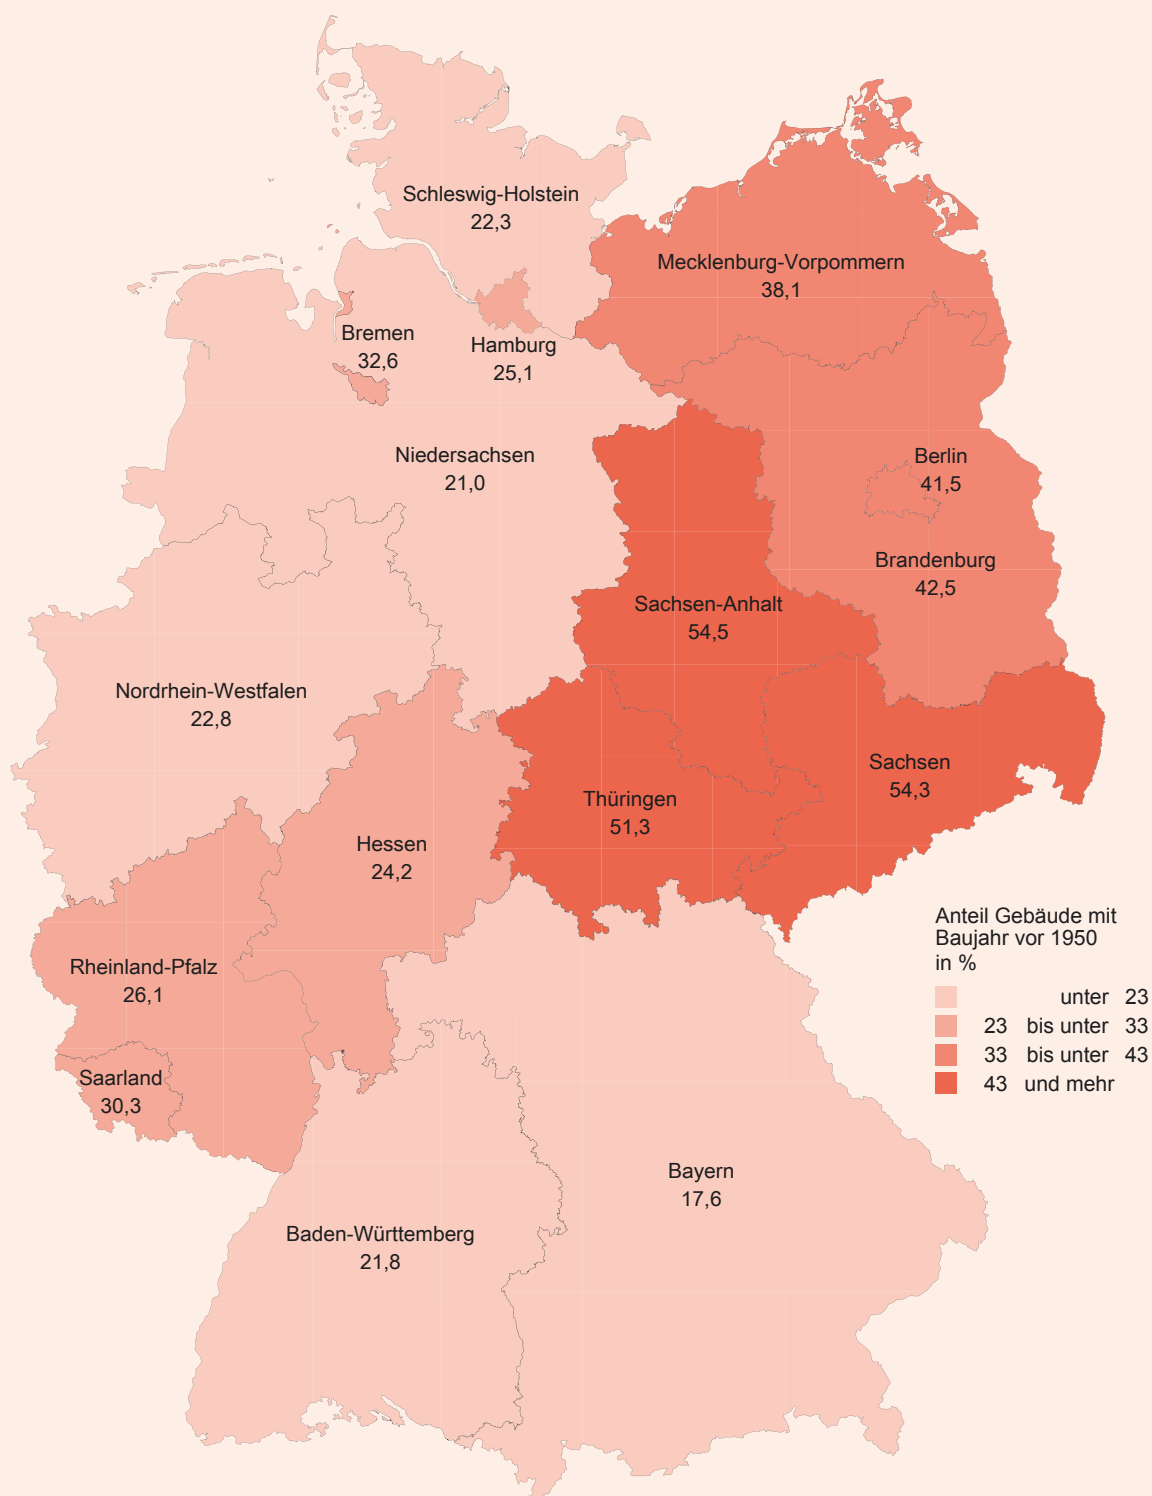 Schleswig-Holstein
22,3
Mecklenburg-Vorpommern
38,1
Bremen
32,6
Hamburg
25,1
Niedersachsen
21,0
Berlin
41,5
Brandenburg
42,5
Sachsen-Anhalt
54,5
Nordrhein-Westfalen
22,8
Sachsen
54,3
Thüringen
51,3
Hessen
24,2
Rheinland-Pfalz
26,1
Saarland
30,3
Bayern
17,6
Baden-Württemberg
21,8
Anteil Gebäude mit
Baujahr vor 1950
in %
unter 23
23 bis unter 33
33 bis unter 43
43 und mehr